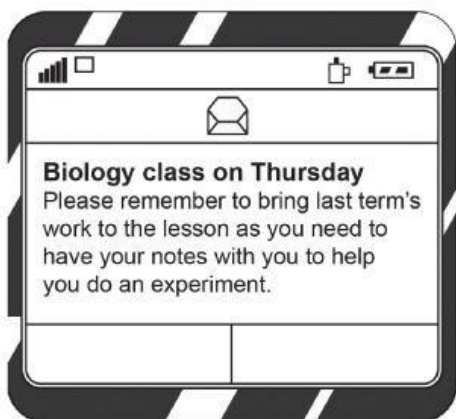 Biology class on Thursday
Please remember to bring last term's
work to the lesson as you need to
have your notes with you to help
you do an experiment.